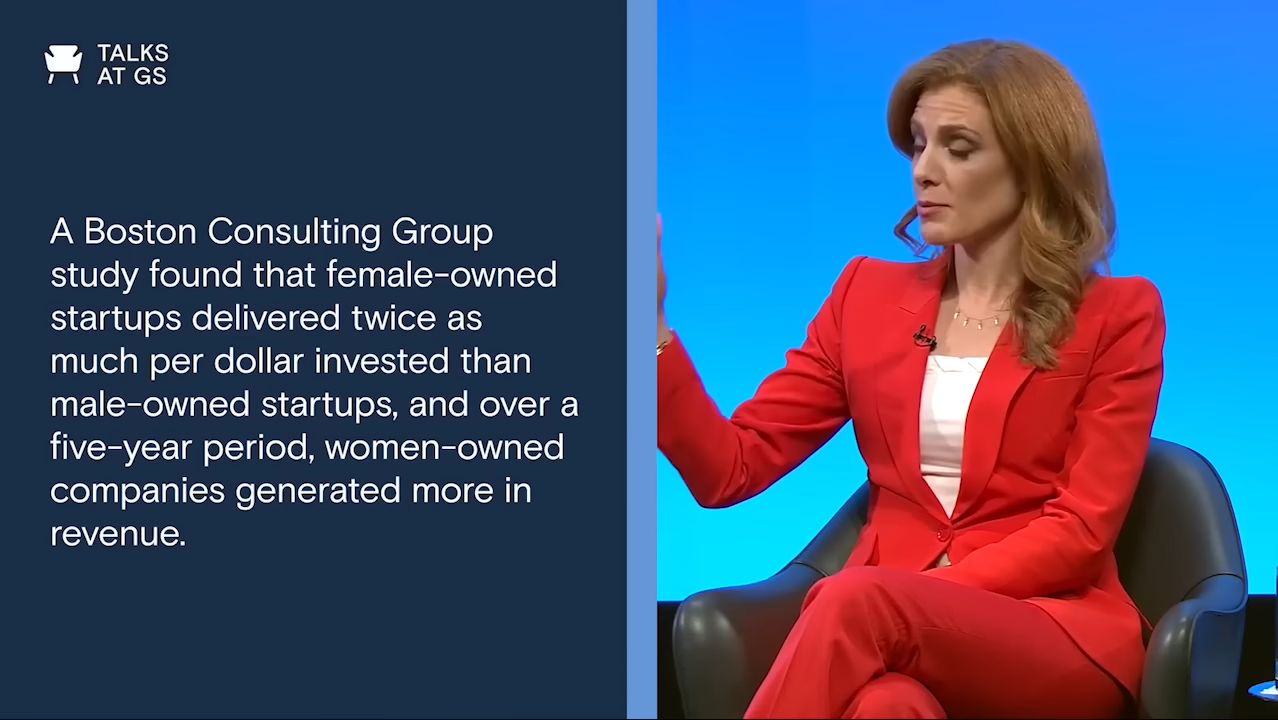 TALKS
AT GS
A Boston Consulting Group
study found that female-owned
startups delivered twice as
much per dollar invested than
male-owned startups, and over a
five-year period, women-owned
companies generated more in
revenue.